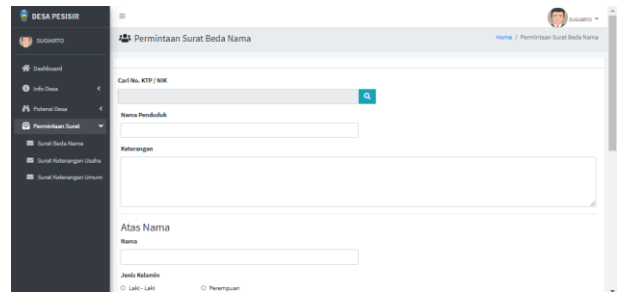 DESA PESISIR
SUGIARTO
SUGIARTO
Permintaan Surat Beda Nama
Home / Permintaan Surat Beda Nama
Dashboard
Info Desa
Potensi Desa
Permintaan Surat
Surat Beda Nama
Surat Keterangan Usaha
Surat Keterangan Umum
Cari No. KTP / NIK
Nama Penduduk
Keterangan
Atas Nama
Nama
Jenis Kelamin
Laki - Laki
Perempuan